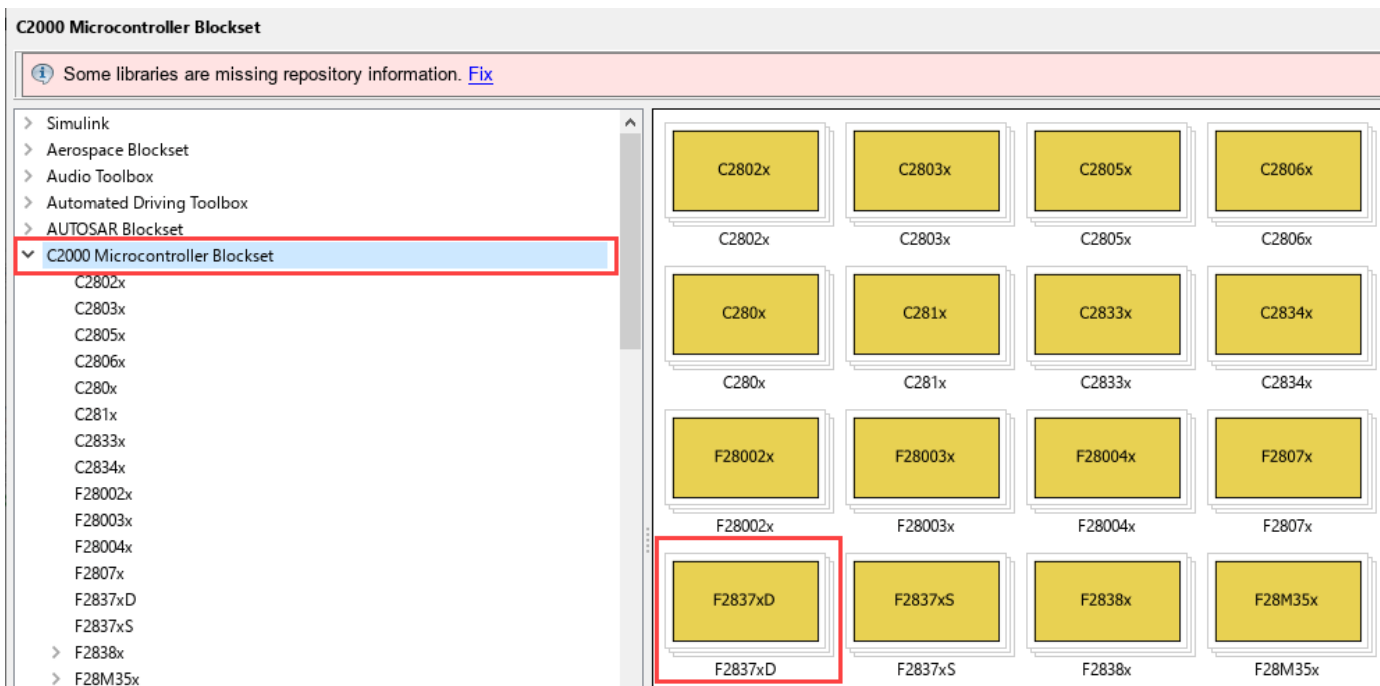 C2000 Microcontroller Blockset
Some libraries are missing repository information. Fix
Simulink
Aerospace Blockset
Audio Toolbox
Automated Driving Toolbox
AUTOSAR Blockset
C2000 Microcontroller Blockset
C2802x
C2803x
C2805x
C2806x
C280x
C281x
C2833x
C2834x
F28002x
F28003x
F28004x
F2807x
F2837xD
F2837xS
F2838x
F28M35x
C2802x C2803x C2805x C2806x
C2802x C2803x C2805x C2806x
C280x C281x C2833x C2834x
C280x C281x C2833x C2834x
F28002x F28003x F28004x F2807x
F28002x F28003x F28004x F2807x
F2837xD F2837xS F2838x F28M35x
F2837xD F2837xS F2838x F28M35x